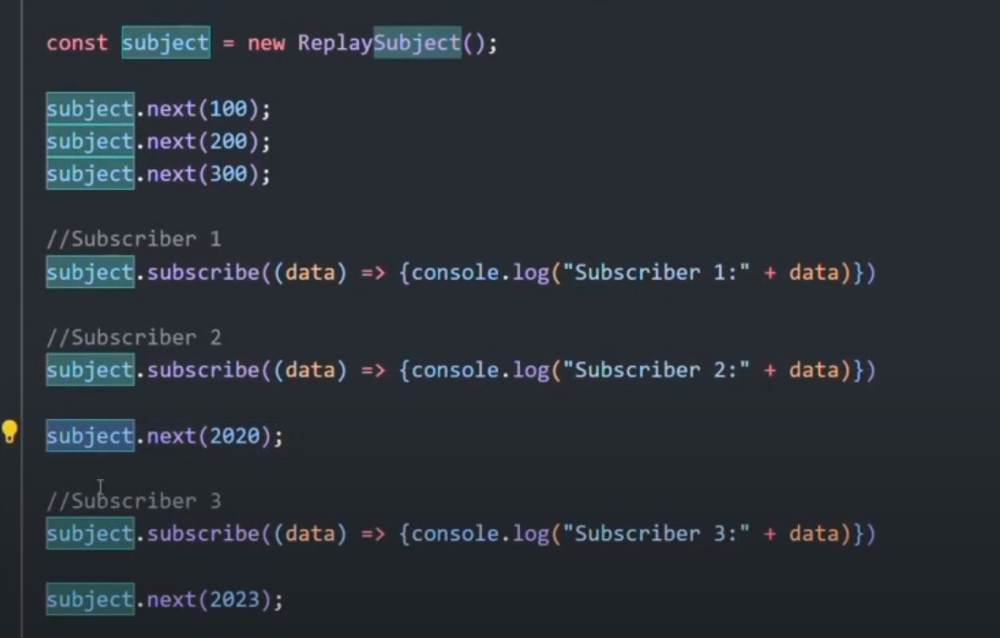 const subject = new ReplaySubject();
subject.next(100);
subject.next(200);
subject.next(300);
//Subscriber 1
subject.subscribe((data) => {console.log("Subscriber 1:" + data)})
//Subscriber 2
subject.subscribe((data) => {console.log("Subscriber 2:" + data)})
subject.next(2020);
//Subscriber 3
subject.subscribe((data) => {console.log("Subscriber 3:" + data)})
subject.next(2023);